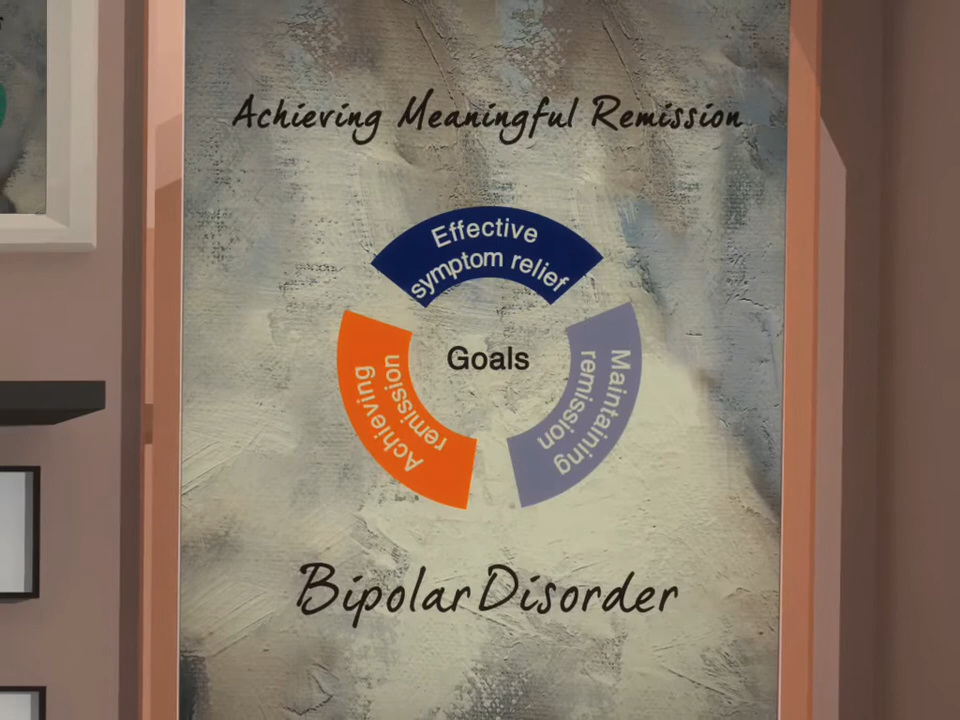 Achieving Meaningful Remission
Effective
symptom relief
Goals
Achieving
remission
Maintaining
remission
Bipolar Disorder